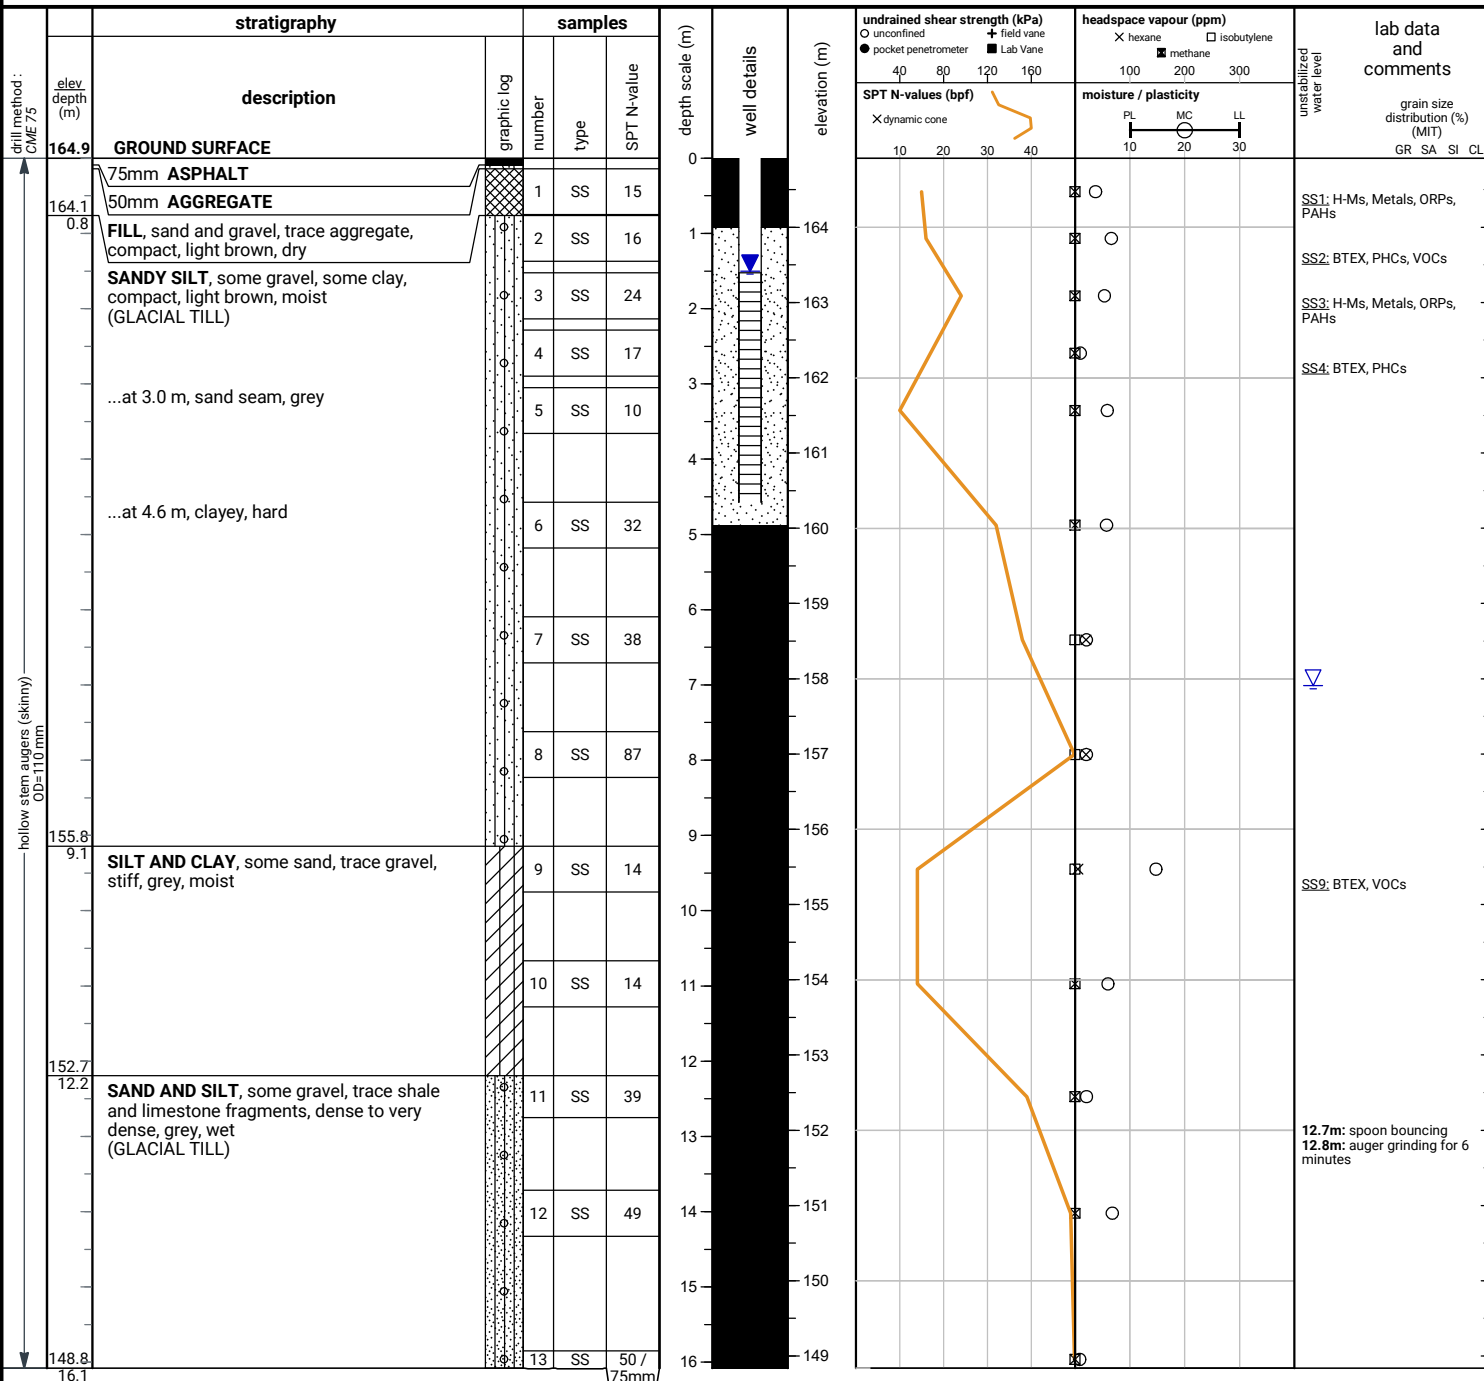 stratigraphy
samples
drill method :
CME 75
elev
depth
(m)
description
graphic log
number
type
SPT N-value
depth scale (m)
well details
elevation (m)
undrained shear strength (kPa)
unconfined
field vane
pocket penetrometer
Lab Vane
40 80 120 160
SPT N-values (bpf)
dynamic cone
10 20 30 40
headspace vapour (ppm)
hexane
isobutylene
methane
100 200 300
moisture / plasticity
PL MC LL
10 20 30
unstabilized
water level
lab data
and
comments
grain size
distribution (%)
(MIT)
GR SA SI CL
164.9 GROUND SURFACE
75mm ASPHALT
50mm AGGREGATE
164.1
0.8
FILL, sand and gravel, trace aggregate,
compact, light brown, dry
SANDY SILT, some gravel, some clay,
compact, light brown, moist
(GLACIAL TILL)
...at 3.0 m, sand seam, grey
...at 4.6 m, clayey, hard
155.8
9.1
SILT AND CLAY, some sand, trace gravel,
stiff, grey, moist
152.7
12.2
SAND AND SILT, some gravel, trace shale
and limestone fragments, dense to very
dense, grey, wet
(GLACIAL TILL)
148.8
16.1
hollow stem augers (skinny)
OD=110 mm
1 SS 15
2 SS 16
3 SS 24
4 SS 17
5 SS 10
6 SS 32
7 SS 38
8 SS 87
9 SS 14
10 SS 14
11 SS 39
12 SS 49
13 SS 50 /
75mm
0
1
2
3
4
5
6
7
8
9
10
11
12
13
14
15
16
164
163
162
161
160
159
158
157
156
155
154
153
152
151
150
149
SS1: H-Ms, Metals, ORPs,
PAHs
SS2: BTEX, PHCs, VOCs
SS3: H-Ms, Metals, ORPs,
PAHs
SS4: BTEX, PHCs
SS9: BTEX, VOCs
12.7m: spoon bouncing
12.8m: auger grinding for 6
minutes